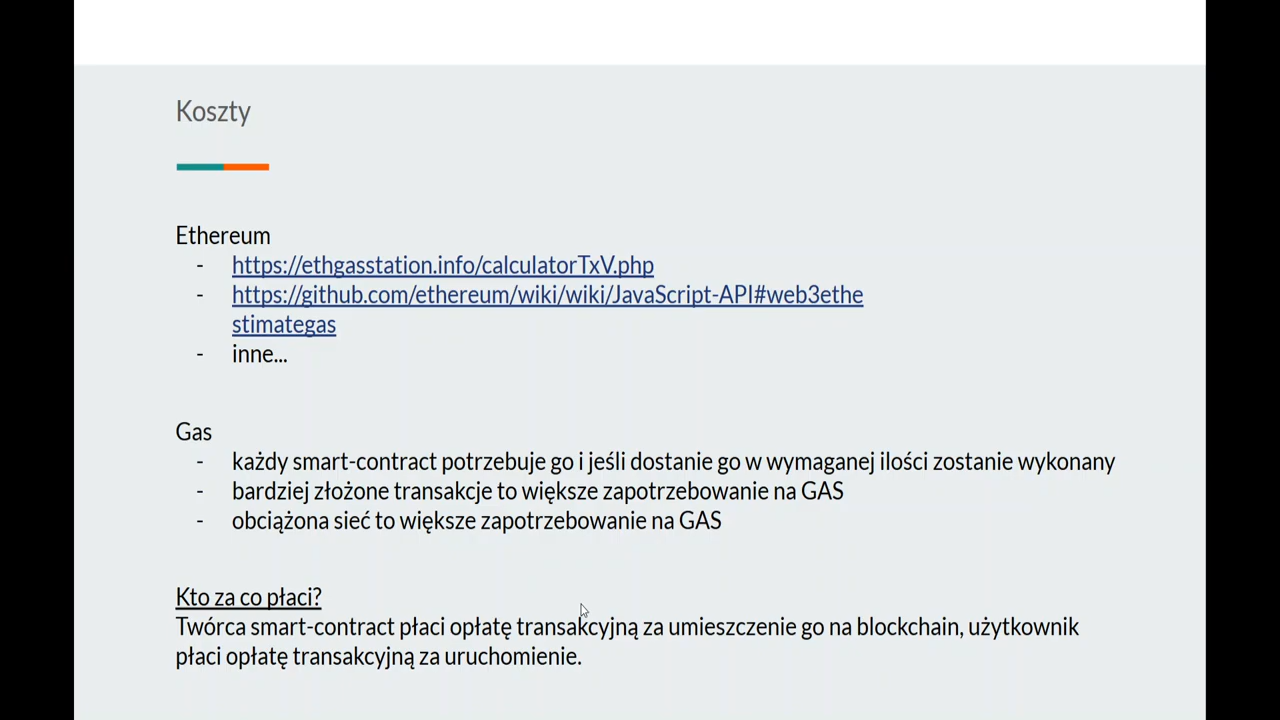 Koszty
Ethereum
- https://ethgasstation.info/calculatorTxV.php
- https://github.com/ethereum/wiki/wiki/JavaScript-API#web3ethe
stimategas
- inne...
Gas
- każdy smart-contract potrzebuje go i jeśli dostanie go w wymaganej ilości zostanie wykonany
- bardziej złożone transakcje to większe zapotrzebowanie na GAS
- obciążona sieć to większe zapotrzebowanie na GAS
Kto za co płaci?
Twórca smart-contract płaci opłatę transakcyjną za umieszczenie go na blockchain, użytkownik
płaci opłatę transakcyjną za uruchomienie.